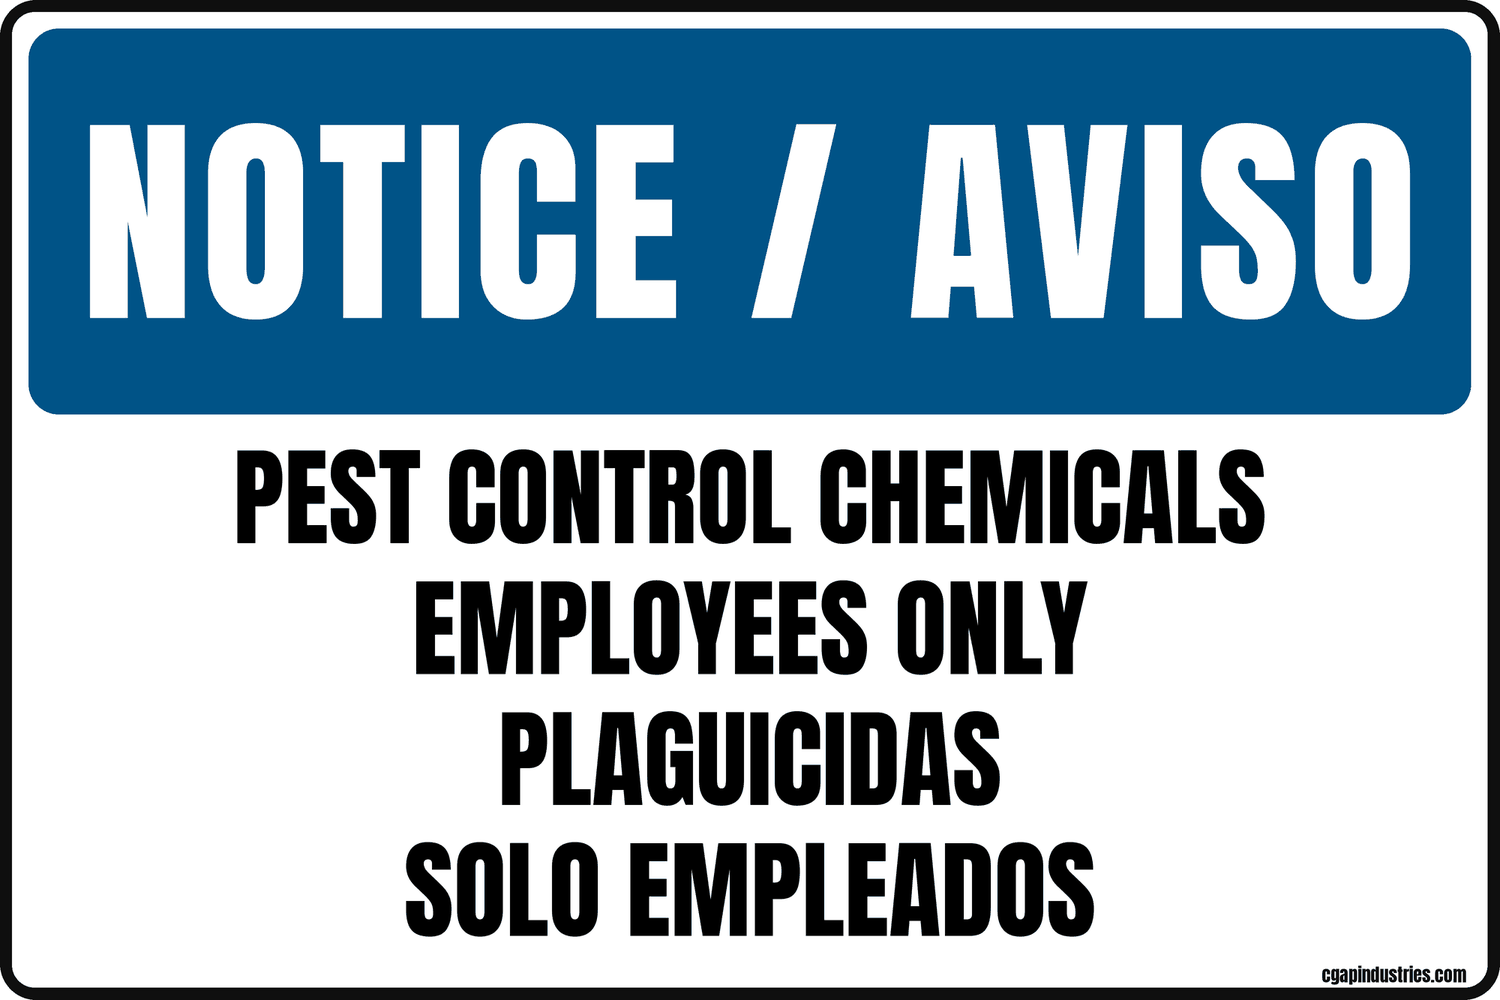 NOTICE / AVISO
PEST CONTROL CHEMICALS
EMPLOYEES ONLY
PLAGUICIDAS
SOLO EMPLEADOS
cgapindustries.com